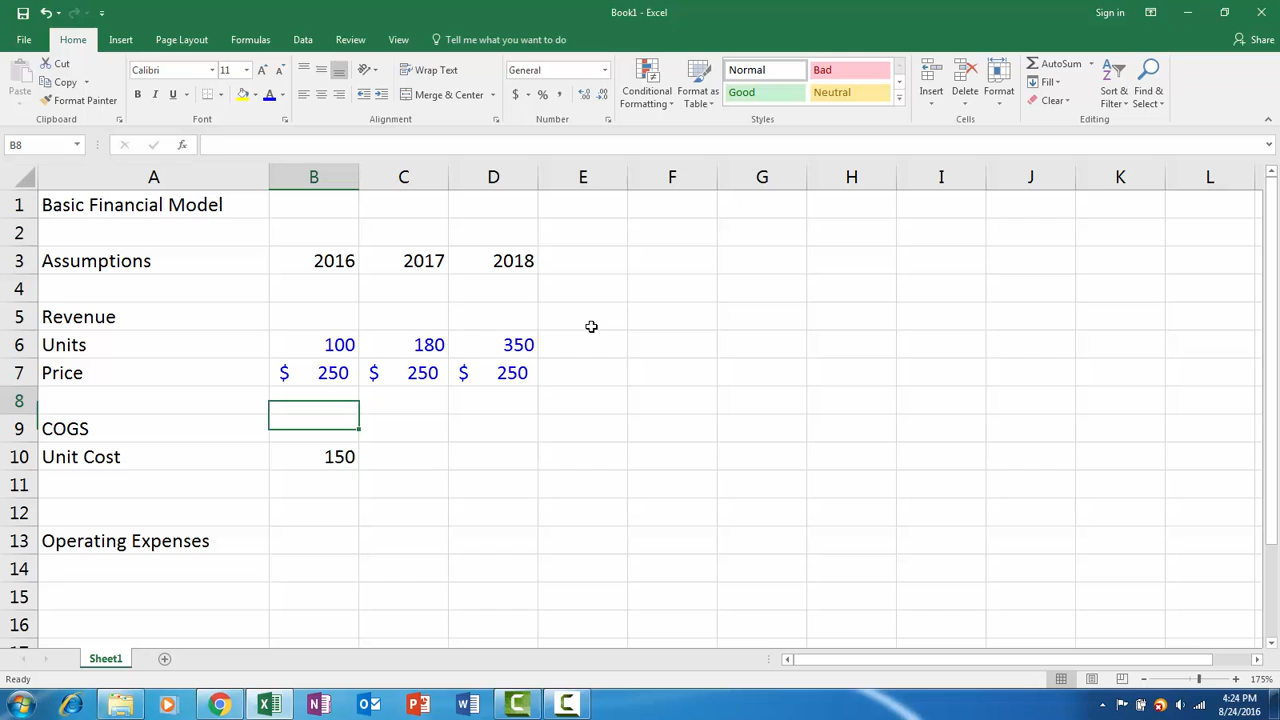 Book1 - Excel
Sign in
File Home Insert Page Layout Formulas Data Review View Tell me what you want to do Share
Paste
Cut
Copy
Format Painter
Clipboard
Calibri 11
B I U
Font
Wrap Text
Merge & Center
Alignment
General
$ % ,
Number
Conditional Formatting
Format as Table
Normal Bad
Good Neutral
Styles
Insert Delete Format
Cells
AutoSum
Fill
Clear
Sort & Filter
Find & Select
Editing
B8
fx
A B C D E F G H I J K L
1 Basic Financial Model
2
3 Assumptions 2016 2017 2018
4
5 Revenue
6 Units 100 180 350
7 Price $ 250 $ 250 $ 250
8
9 COGS
10 Unit Cost 150
11
12
13 Operating Expenses
14
15
16
Sheet1
Ready
175%
4:24 PM
8/24/2016